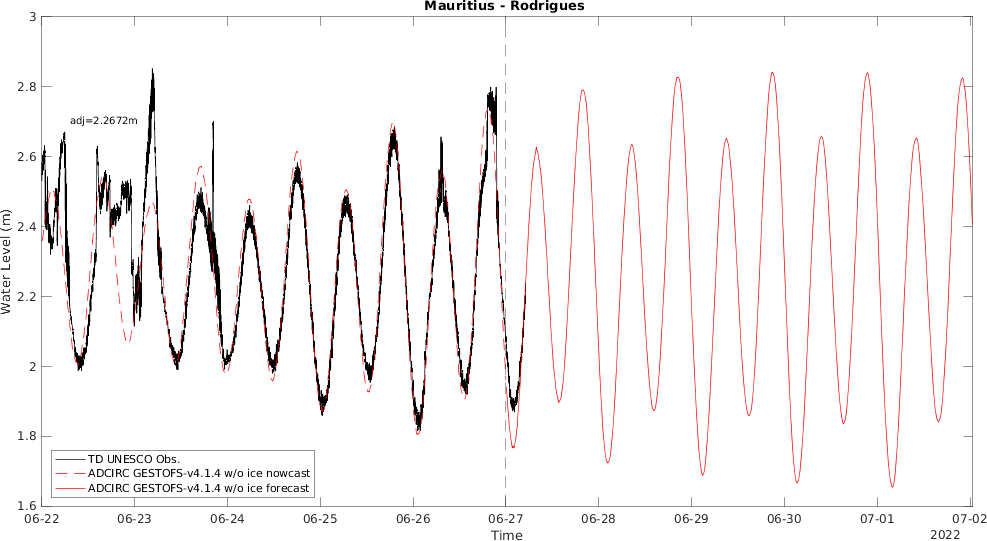 Mauritius - Rodrigues
3
2.8
2.6
2.4
2.2
2
1.8
1.6
Water Level (m)
adj=2.2672m
TD UNESCO Obs.
ADCIRC GESTOFS-v4.1.4 w/o ice nowcast
ADCIRC GESTOFS-v4.1.4 w/o ice forecast
06-22 06-23 06-24 06-25 06-26 06-27 06-28 06-29 06-30 07-01 07-02
Time
2022